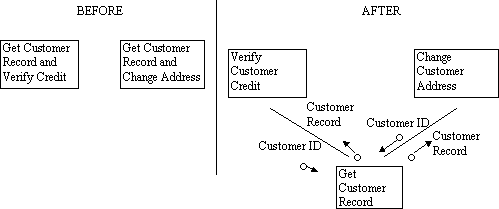 BEFORE
AFTER
Get Customer
Record and
Verify Credit
Get Customer
Record and
Change Address
Verify
Customer
Credit
Change
Customer
Address
Customer
Record
Customer ID
Customer ID
Customer
Record
Get
Customer
Record